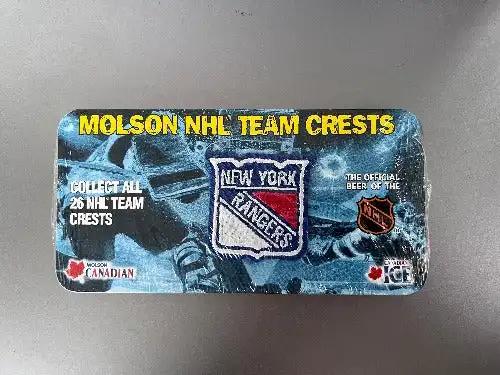 MOLSON NHL TEAM CRESTS
COLLECT ALL
26 NHL TEAM
CRESTS
NEW YORK
RANGERS
THE OFFICIAL
BEER OF THE
NHL
MOLSON
CANADIAN
CANADIAN
ICE